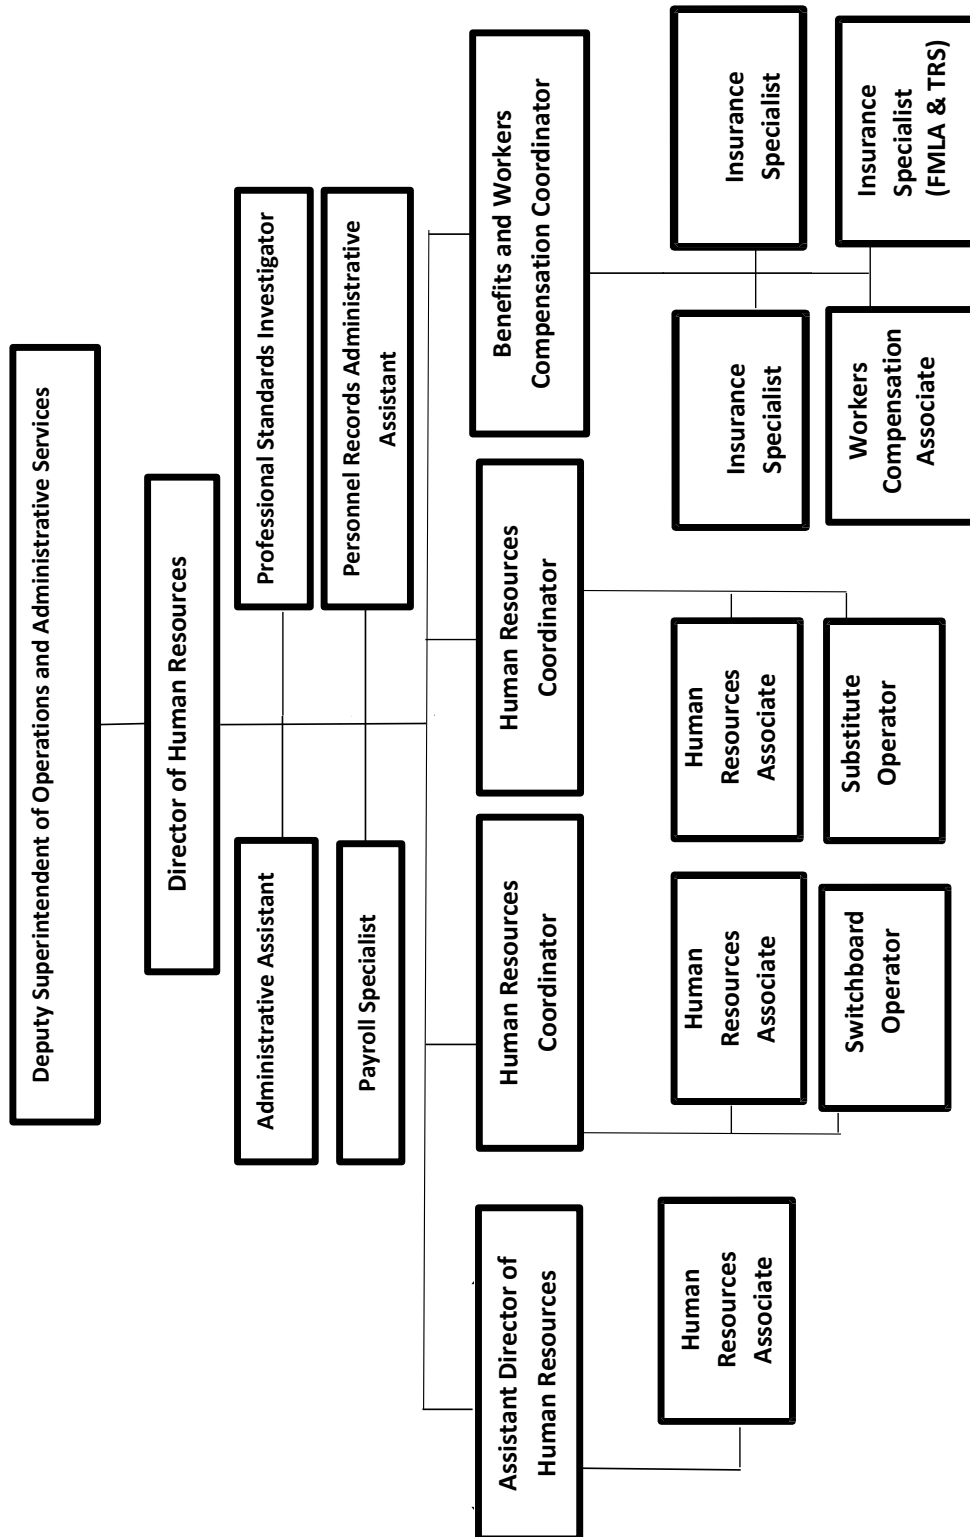 Deputy Superintendent of Operations and Administrative Services
Director of Human Resources
Administrative Assistant
Professional Standards Investigator
Payroll Specialist
Personnel Records Administrative
Assistant
Assistant Director of
Human Resources
Human Resources
Coordinator
Human Resources
Coordinator
Benefits and Workers
Compensation Coordinator
Human
Resources
Associate
Human
Resources
Associate
Human
Resources
Associate
Insurance
Specialist
Insurance
Specialist
Switchboard
Operator
Substitute
Operator
Workers
Compensation
Associate
Insurance
Specialist
(FMLA & TRS)